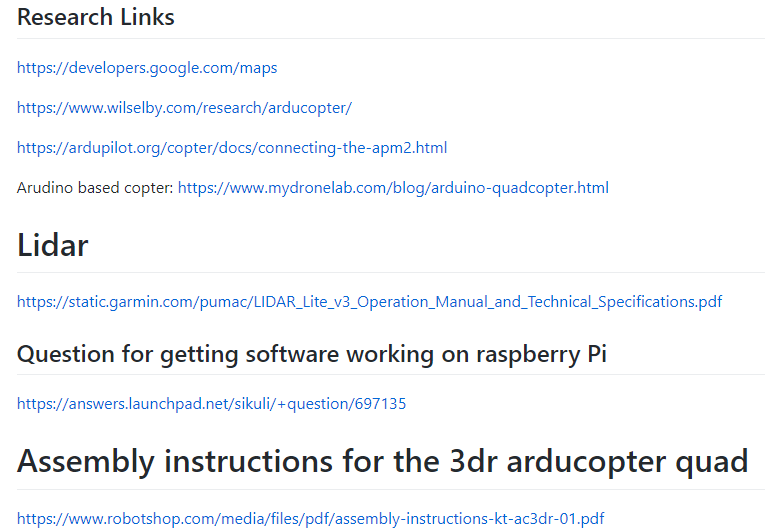 Research Links
https://developers.google.com/maps
https://www.wilselby.com/research/arducopter/
https://ardupilot.org/copter/docs/connecting-the-apm2.html
Arudino based copter: https://www.mydronelab.com/blog/arduino-quadcopter.html
Lidar
https://static.garmin.com/pumac/LIDAR_Lite_v3_Operation_Manual_and_Technical_Specifications.pdf
Question for getting software working on raspberry Pi
https://answers.launchpad.net/sikuli/+question/697135
Assembly instructions for the 3dr arducopter quad
https://www.robotshop.com/media/files/pdf/assembly-instructions-kt-ac3dr-01.pdf